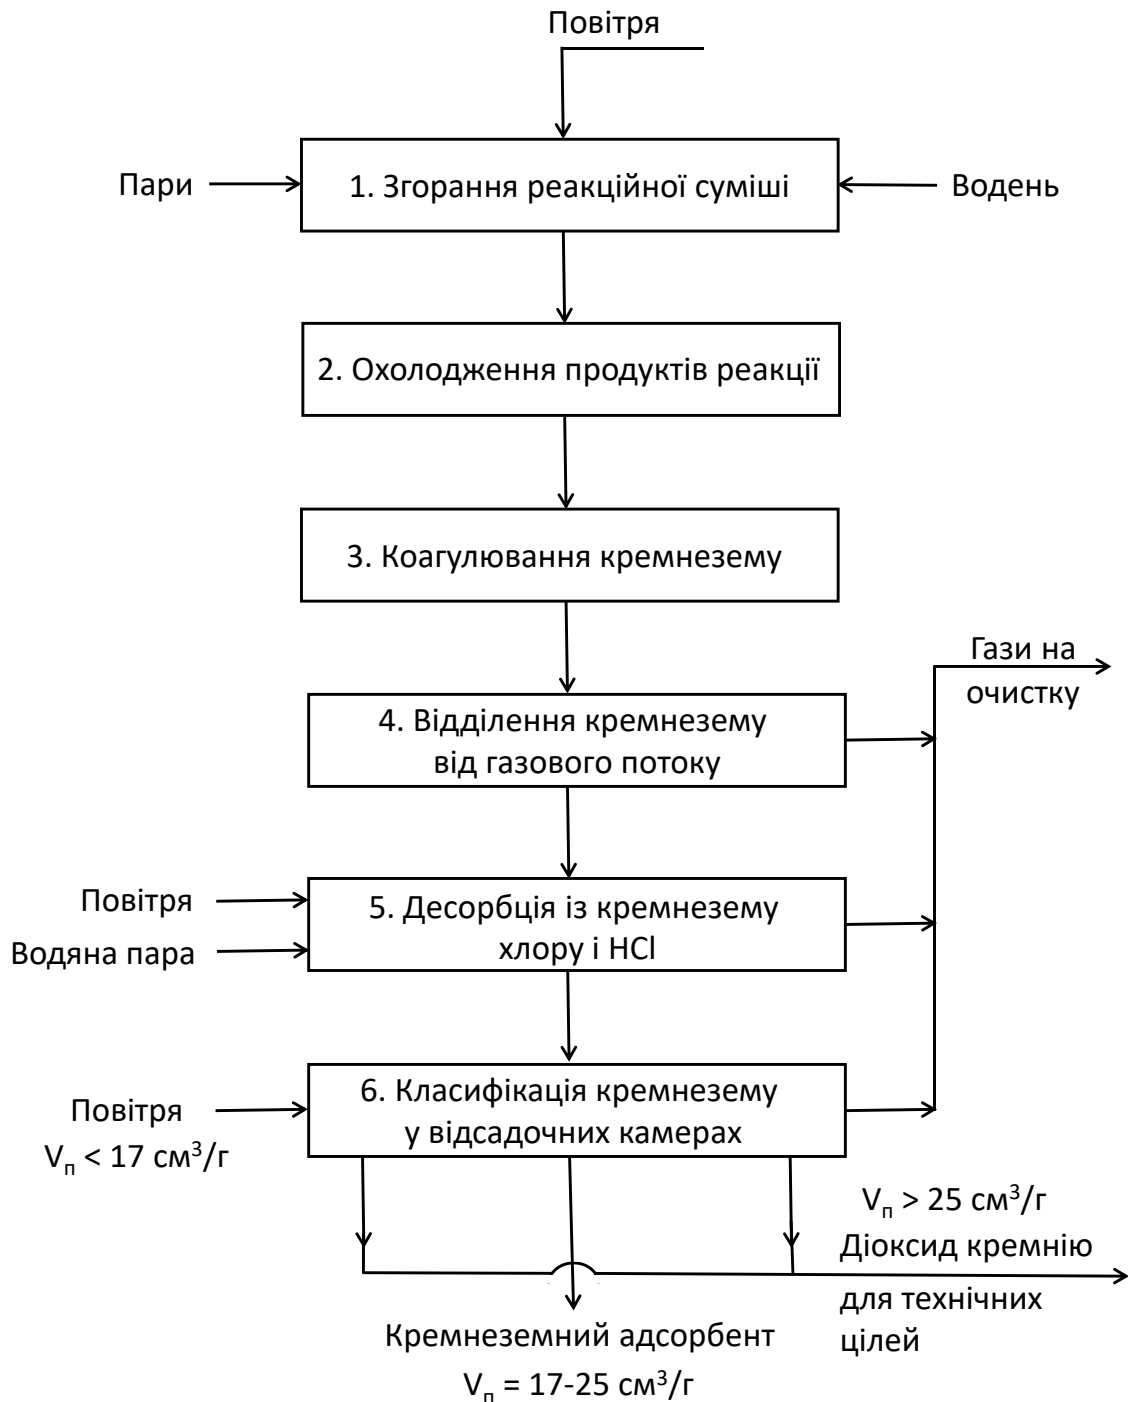 Повітря
Пари
1. Згорання реакційної суміші
Водень
2. Охолодження продуктів реакції
3. Коагулювання кремнезему
Гази на
очистку
4. Відділення кремнезему
від газового потоку
Повітря
Водяна пара
5. Десорбція із кремнезему
хлору і HCl
Повітря
Vп < 17 см³/г
6. Класифікація кремнезему
у відсадочних камерах
Vп > 25 см³/г
Діоксид кремнію
для технічних
цілей
Кремнеземний адсорбент
Vп = 17-25 см³/г